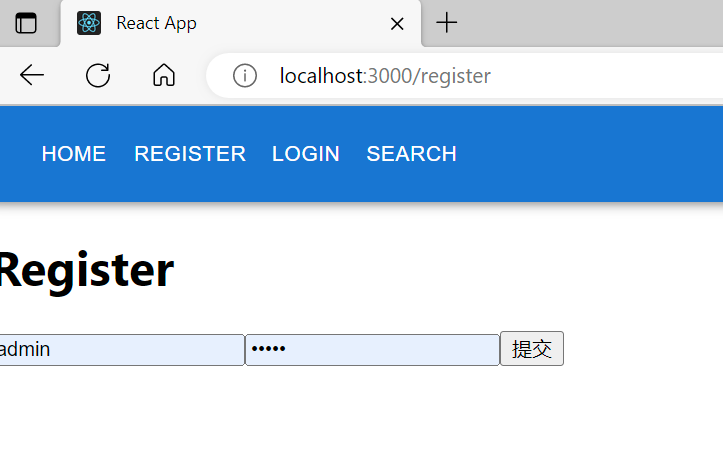 React App
localhost:3000/register
HOME REGISTER LOGIN SEARCH
Register
admin ••••• 提交